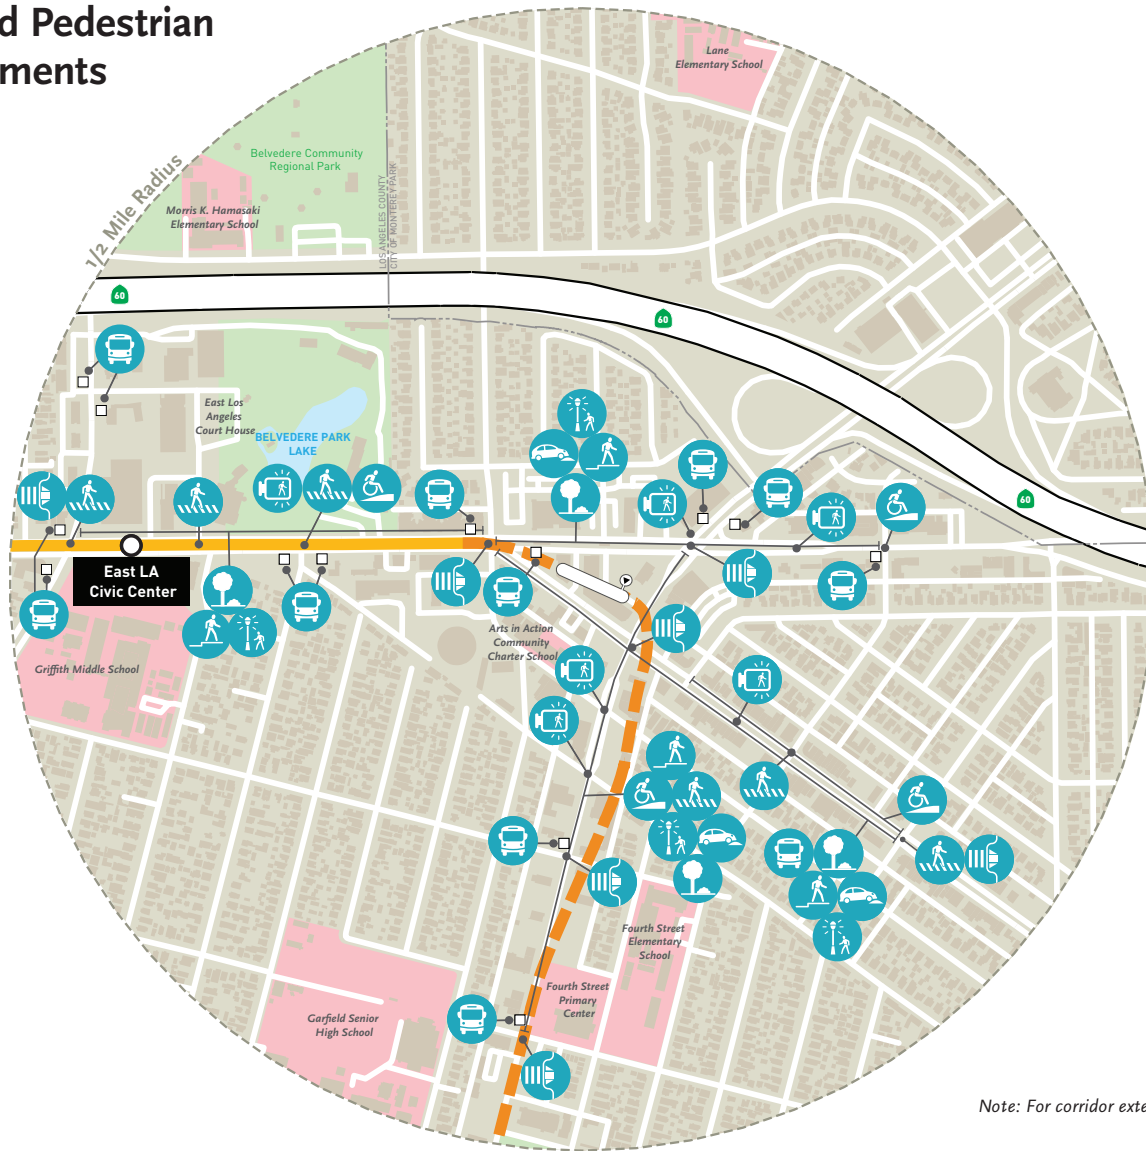 d Pedestrian
ments
Lane
Elementary School
Belvedere Community
Regional Park
1/2 Mile Radius
Morris K. Hamasaki
Elementary School
LOS ANGELES COUNTY
CITY OF MONTEREY PARK
60
60
East Los
Angeles
Court House
BELVEDERE PARK
LAKE
60
East LA
Civic Center
Arts in Action
Community
Charter School
Griffith Middle School
Fourth Street
Elementary
School
Fourth Street
Primary
Center
Garfield Senior
High School
Note: For corridor exte